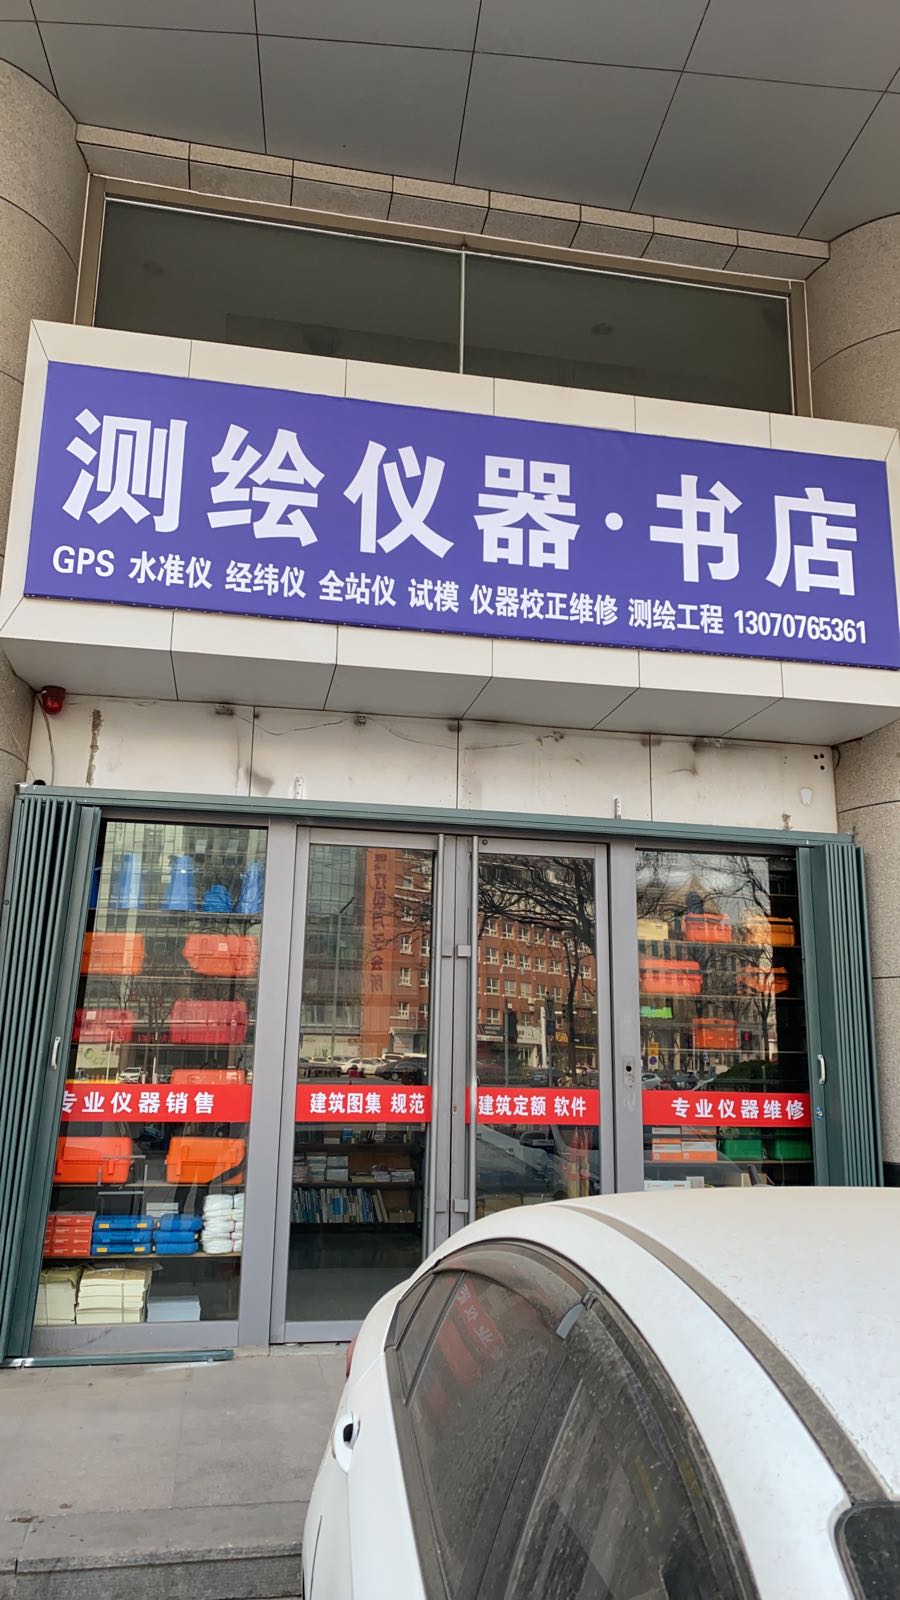 测绘仪器·书店
GPS 水准仪 经纬仪 全站仪 试模 仪器校正维修 测绘工程 13070765361
专业仪器销售
建筑图集 规范
建筑定额 软件
专业仪器维修